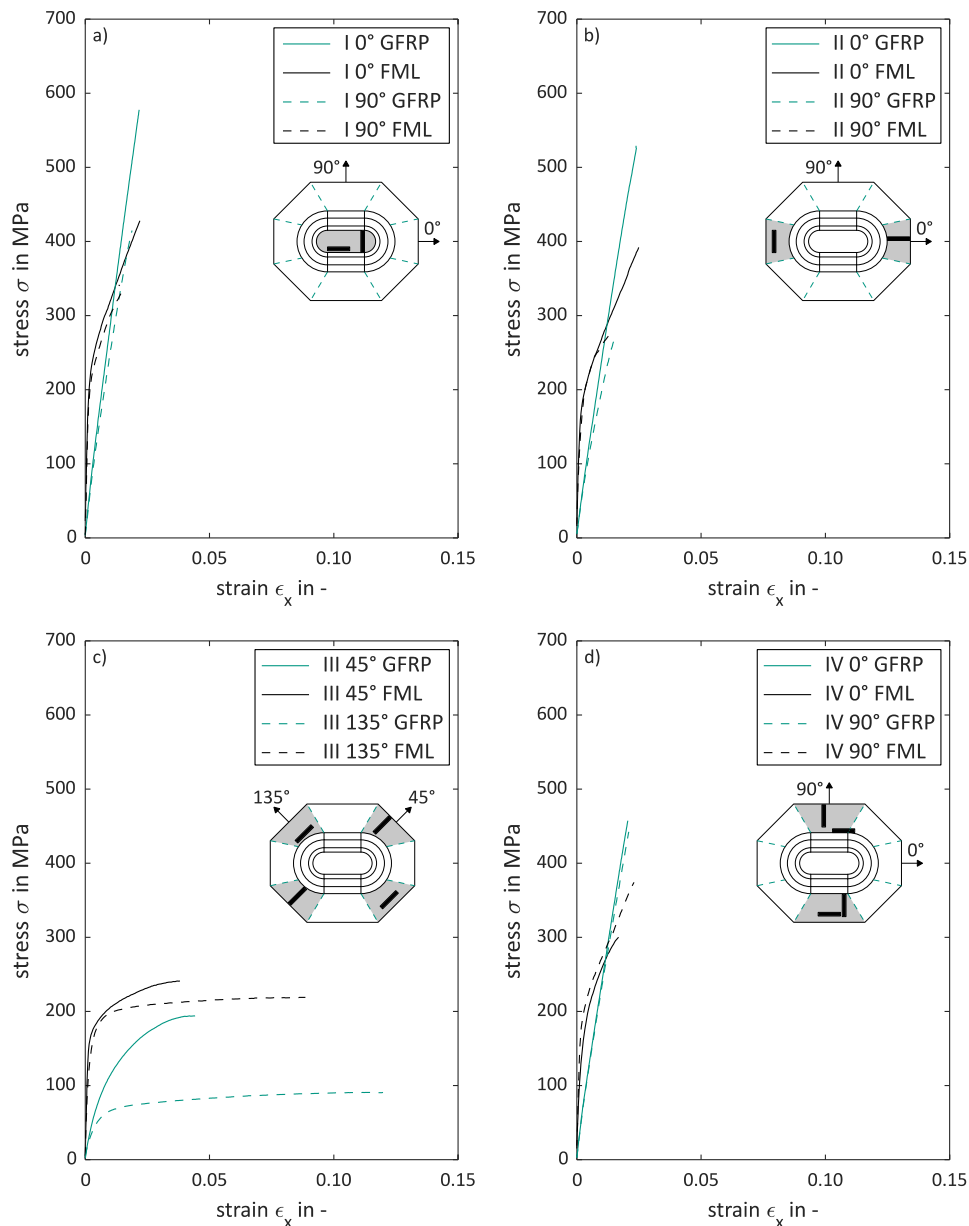 a)
I 0° GFRP
I 0° FML
I 90° GFRP
I 90° FML
90°
0°
700
600
500
400
300
200
100
0
0
0.05
0.10
0.15
stress σ in MPa
strain ϵx in -
b)
II 0° GFRP
II 0° FML
II 90° GFRP
II 90° FML
90°
0°
700
600
500
400
300
200
100
0
0
0.05
0.10
0.15
stress σ in MPa
strain ϵx in -
c)
III 45° GFRP
III 45° FML
III 135° GFRP
III 135° FML
135°
45°
700
600
500
400
300
200
100
0
0
0.05
0.10
0.15
stress σ in MPa
strain ϵx in -
d)
IV 0° GFRP
IV 0° FML
IV 90° GFRP
IV 90° FML
90°
0°
700
600
500
400
300
200
100
0
0
0.05
0.10
0.15
stress σ in MPa
strain ϵx in -